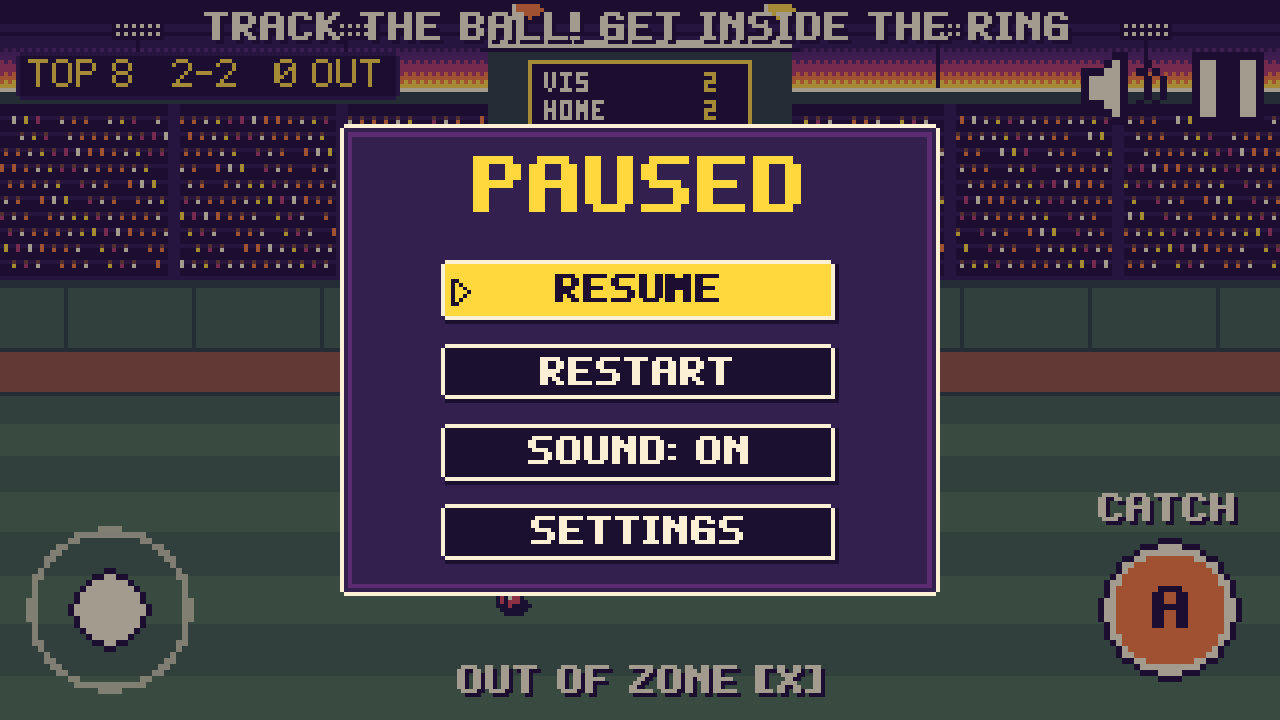 TRACK THE BALL! GET INSIDE THE RING
TOP 8 2-2 0 OUT
VIS 2
HOME 2
PAUSED
RESUME
RESTART
SOUND: ON
SETTINGS
CATCH
A
OUT OF ZONE [X]